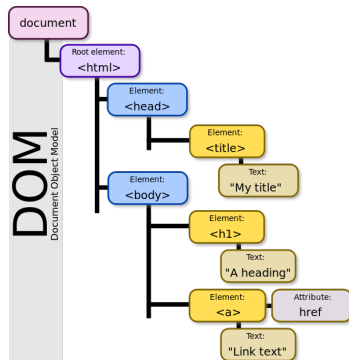 document
Root element:
<html>
Element:
<head>
Element:
<title>
Text:
"My title"
Element:
<body>
Element:
<h1>
Text:
"A heading"
Element:
<a>
Attribute:
href
Text:
"Link text"
DOM
Document Object Model